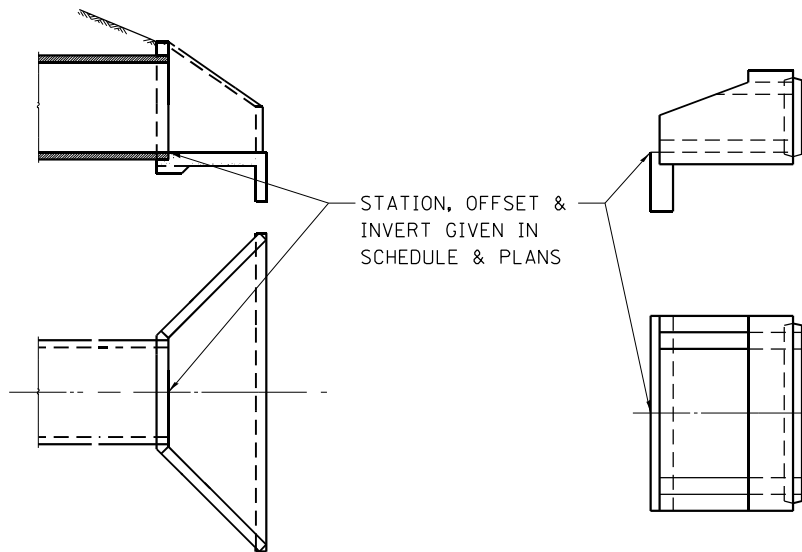 STATION, OFFSET &
INVERT GIVEN IN
SCHEDULE & PLANS